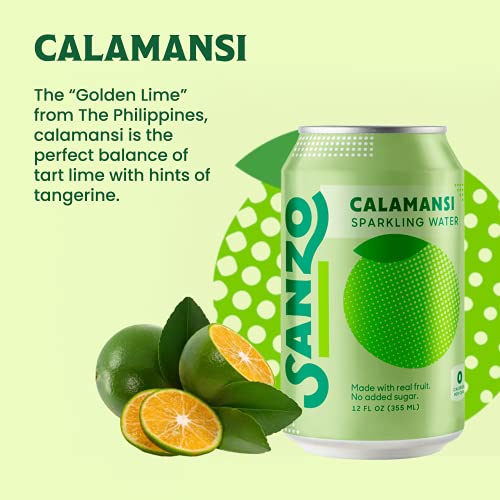 CALAMANSI
The “Golden Lime”
from The Philippines,
calamansi is the
perfect balance of
tart lime with hints of
tangerine.
SANZO
CALAMANSI
SPARKLING WATER
Made with real fruit.
No added sugar.
12 FL OZ (355 ML)
0